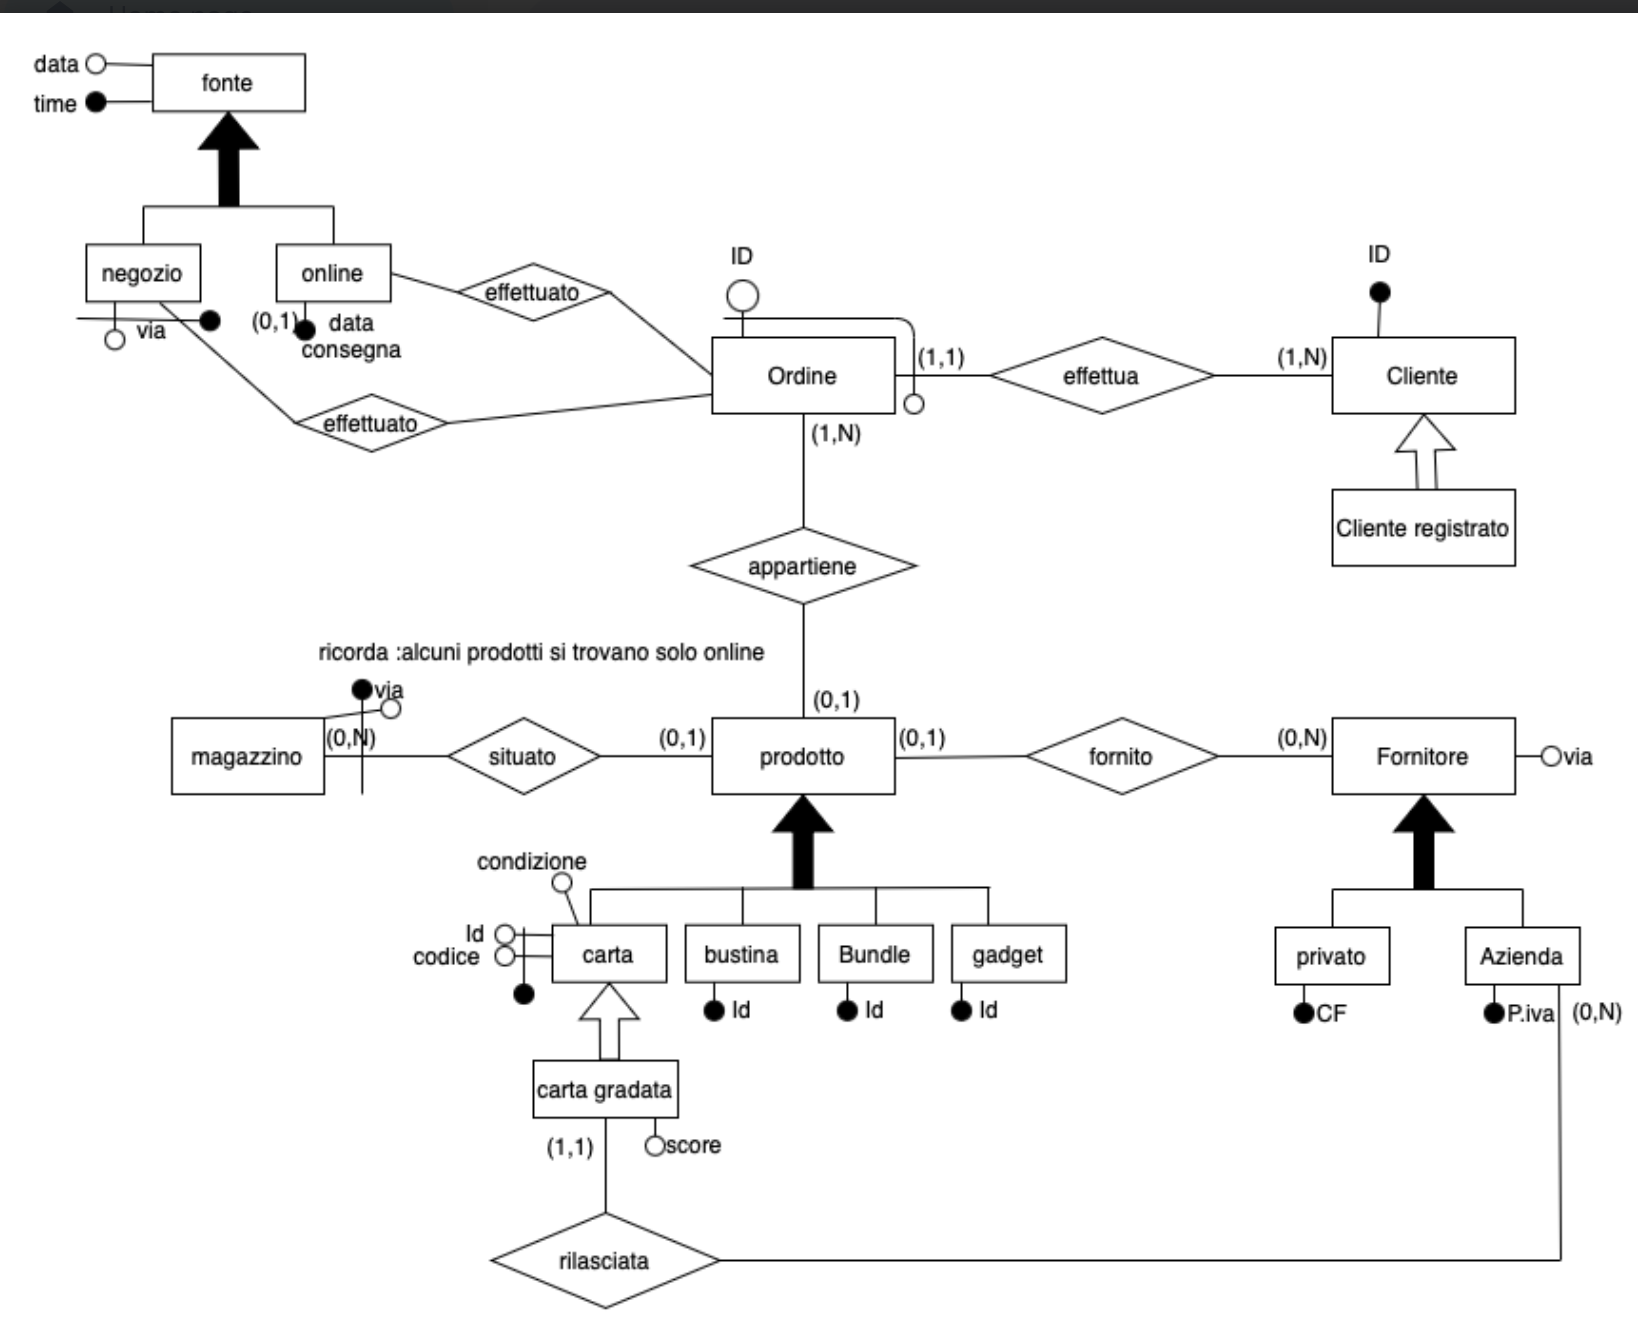 Home page
data
fonte
time
negozio
online
effettuato
ID
ID
via
(0,1)
data
consegna
effettuato
Ordine
(1,1)
effettua
(1,N)
Cliente
(1,N)
Cliente registrato
appartiene
ricorda :alcuni prodotti si trovano solo online
via
(0,1)
magazzino
(0,N)
situato
(0,1)
prodotto
(0,1)
fornito
(0,N)
Fornitore
via
condizione
Id
codice
carta
bustina
Bundle
gadget
privato
Azienda
Id
Id
Id
CF
P.iva
(0,N)
carta gradata
(1,1)
score
rilasciata